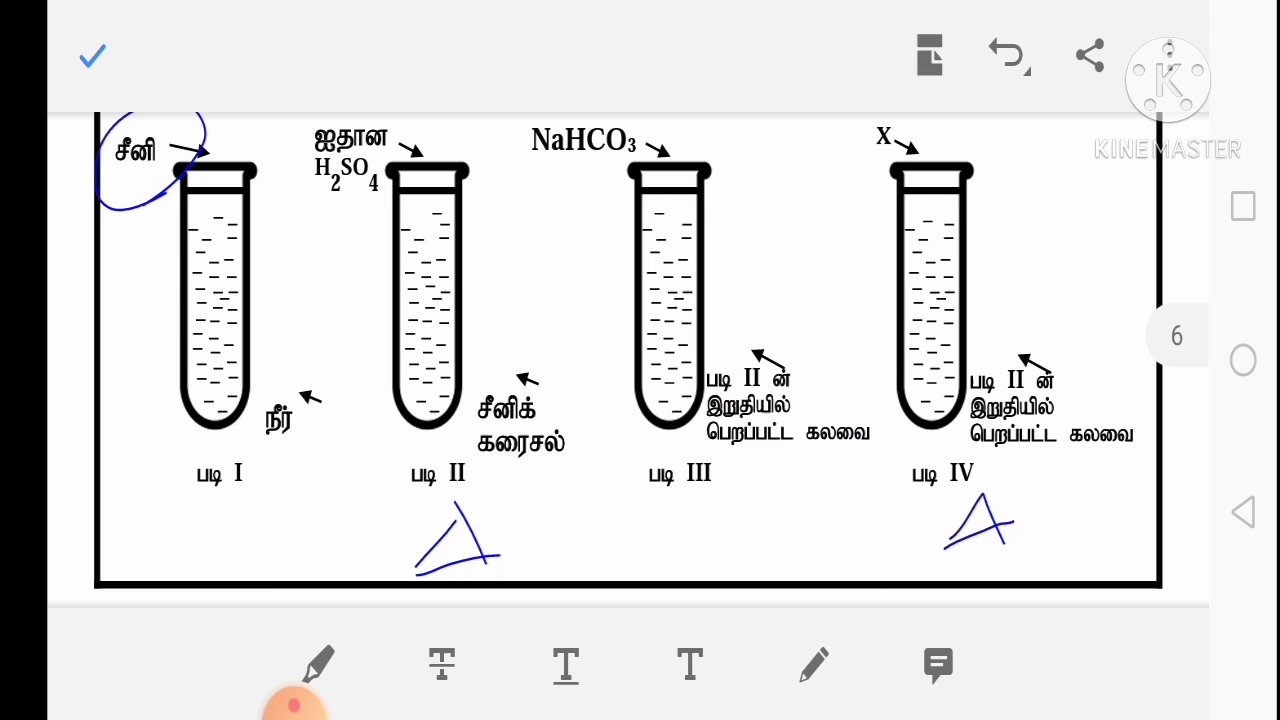 சீனி
ஐதான
H2SO4
NaHCO3
X
KINEMASTER
K
6
நீர்
சீனிக்
கரைசல்
படி II ன்
இறுதியில்
பெறப்பட்ட கலவை
படி II ன்
இறுதியில்
பெறப்பட்ட கலவை
படி I
படி II
படி III
படி IV